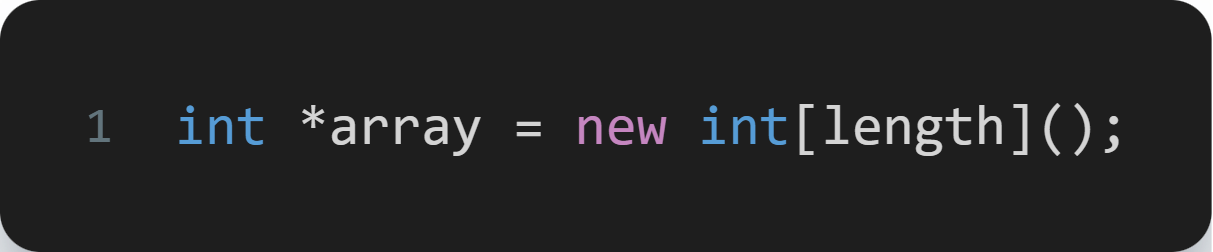 1 int *array = new int[length]();